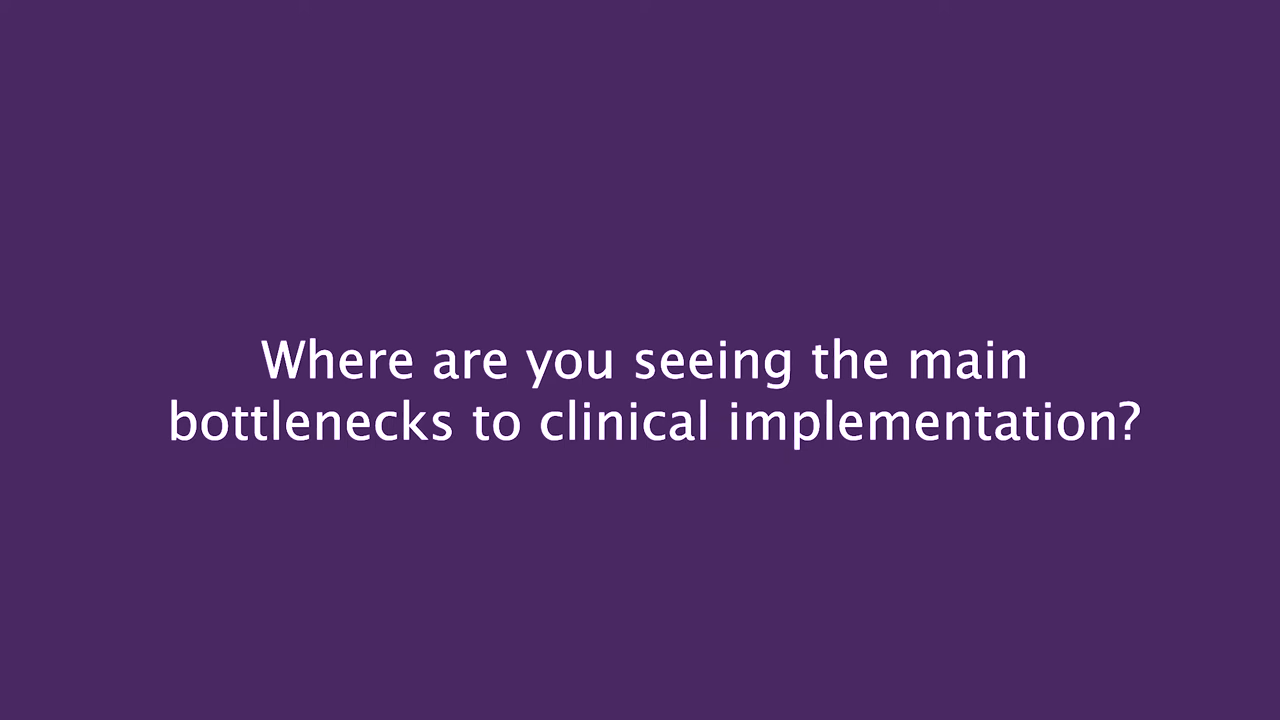 Where are you seeing the main
bottlenecks to clinical implementation?